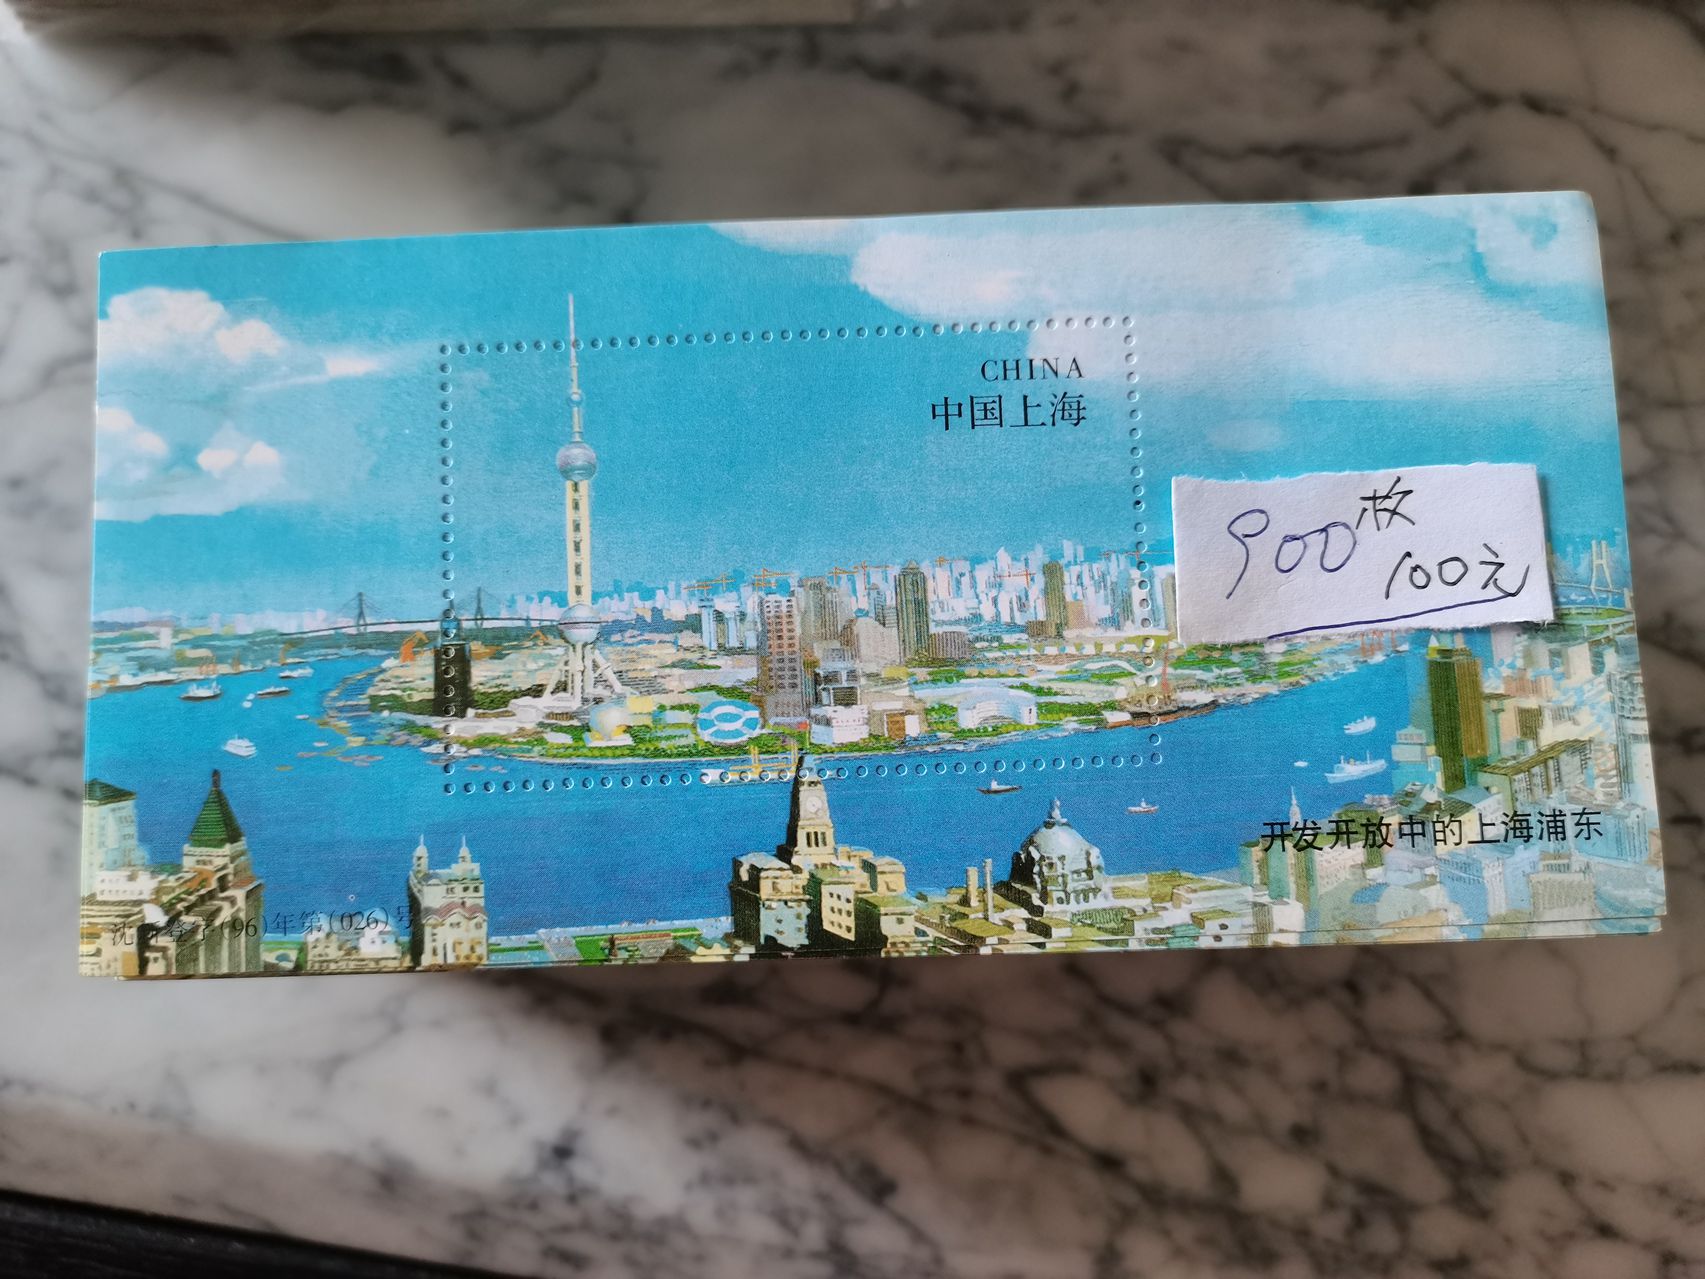 CHINA
中国上海
900枚
100元
开发开放中的上海浦东
(96)年第(026)号